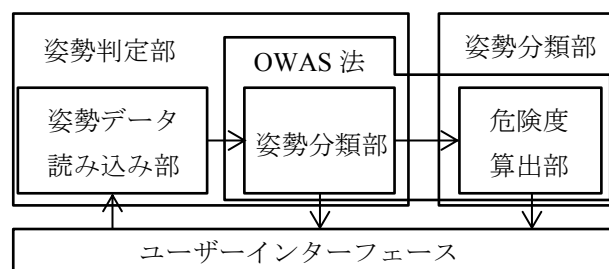 姿勢判定部
姿勢分類部
OWAS 法
姿勢データ
読み込み部
姿勢分類部
危険度
算出部
ユーザーインターフェース